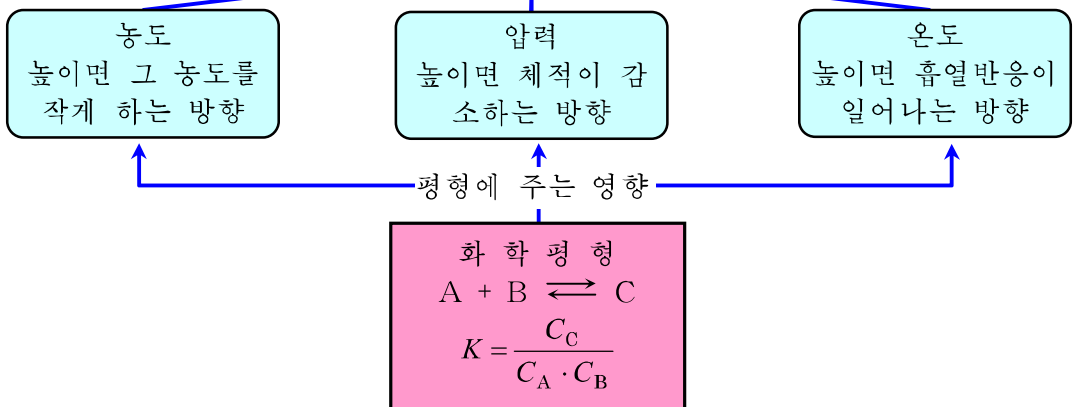 농도
높이면 그 농도를
작게 하는 방향
압력
높이면 체적이 감
소하는 방향
온도
높이면 흡열반응이
일어나는 방향
평형에 주는 영향
화 학 평 형
A + B ⇄ C
K = C_C / (C_A · C_B)